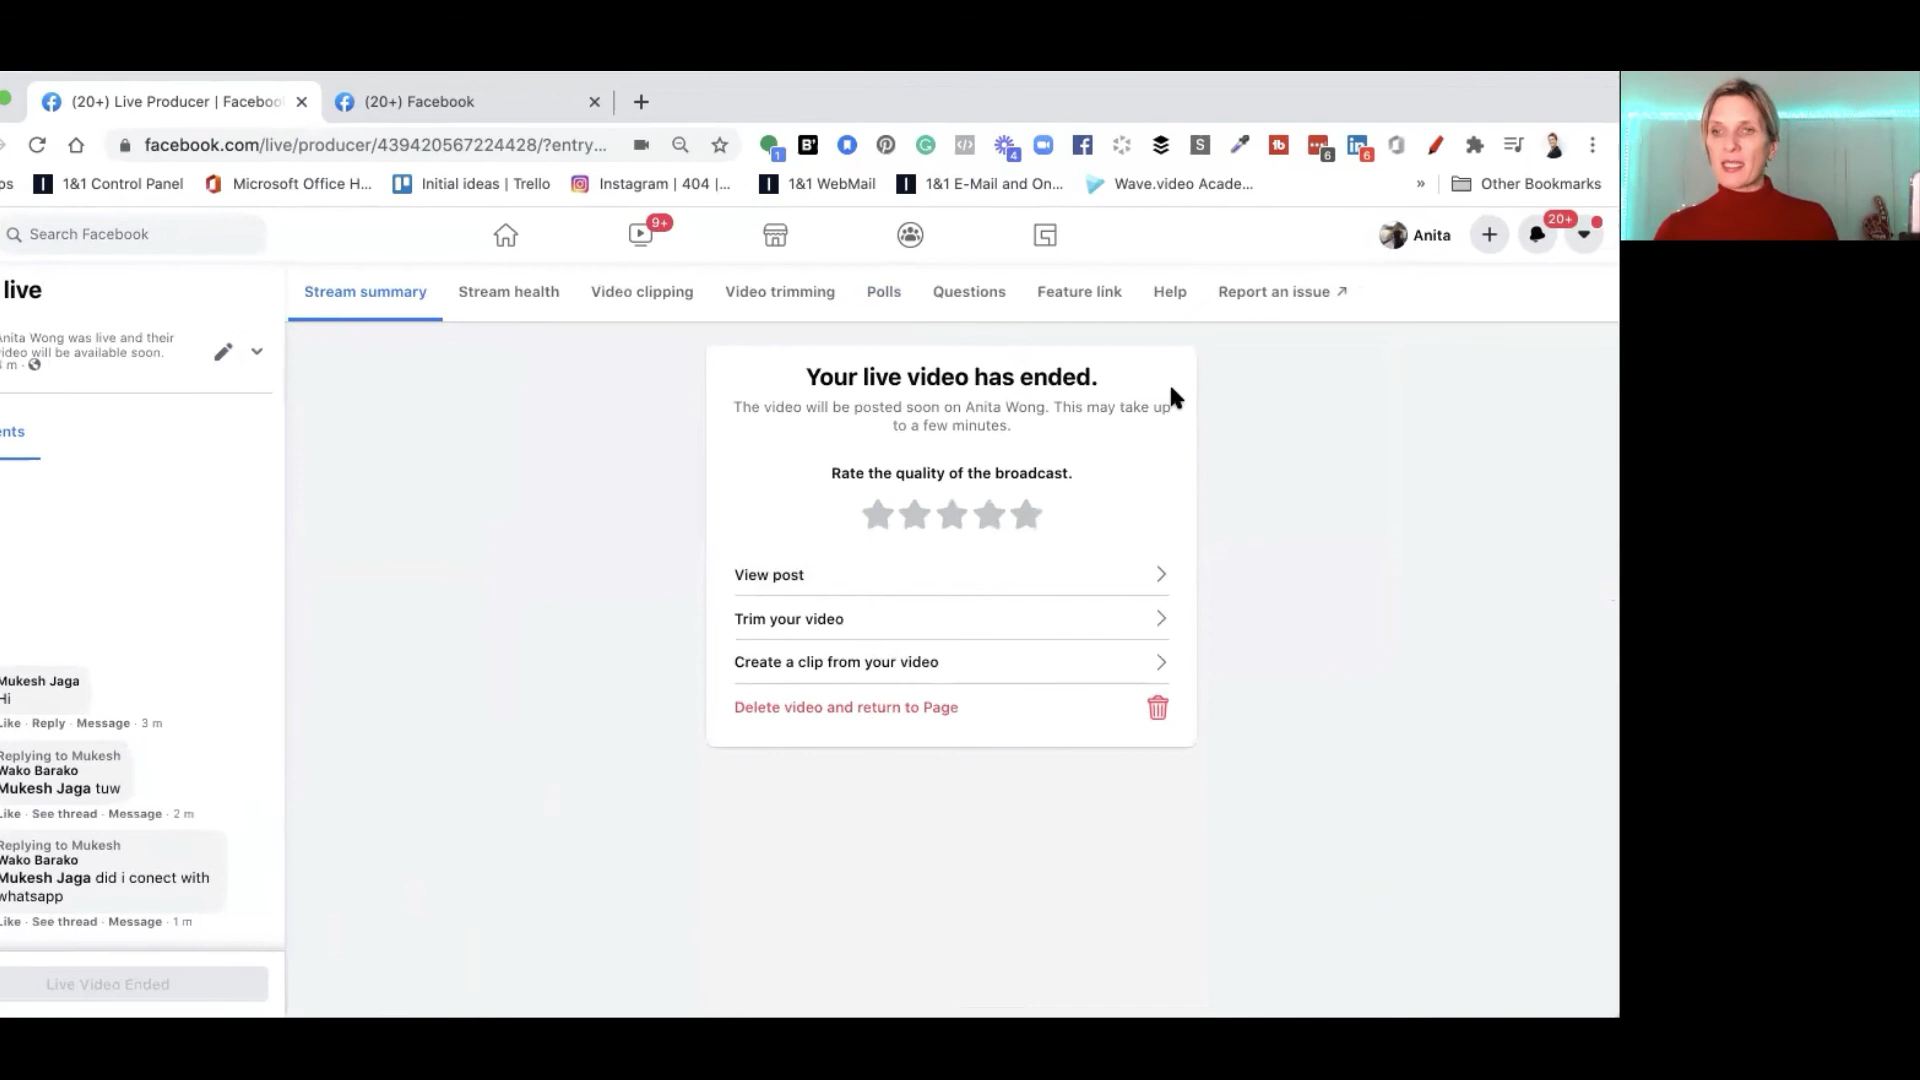 (20+) Live Producer | Faceboo
(20+) Facebook
facebook.com/live/producer/439420567224428/?entry...
1
B'
4
S
tb
6
in
6
ps
1&1 Control Panel
Microsoft Office H...
Initial ideas | Trello
Instagram | 404 |...
1&1 WebMail
1&1 E-Mail and On...
Wave.video Acade...
»
Other Bookmarks
Search Facebook
9+
Anita
20+
live
Stream summary
Stream health
Video clipping
Video trimming
Polls
Questions
Feature link
Help
Report an issue
Anita Wong was live and their
video will be available soon.
m ·
ents
Your live video has ended.
The video will be posted soon on Anita Wong. This may take up
to a few minutes.
Rate the quality of the broadcast.
View post
Trim your video
Create a clip from your video
Delete video and return to Page
Mukesh Jaga
Hi
Like · Reply · Message · 3 m
Replying to Mukesh
Wako Barako
Mukesh Jaga tuw
Like · See thread · Message · 2 m
Replying to Mukesh
Wako Barako
Mukesh Jaga did i conect with
whatsapp
Like · See thread · Message · 1 m
Live Video Ended